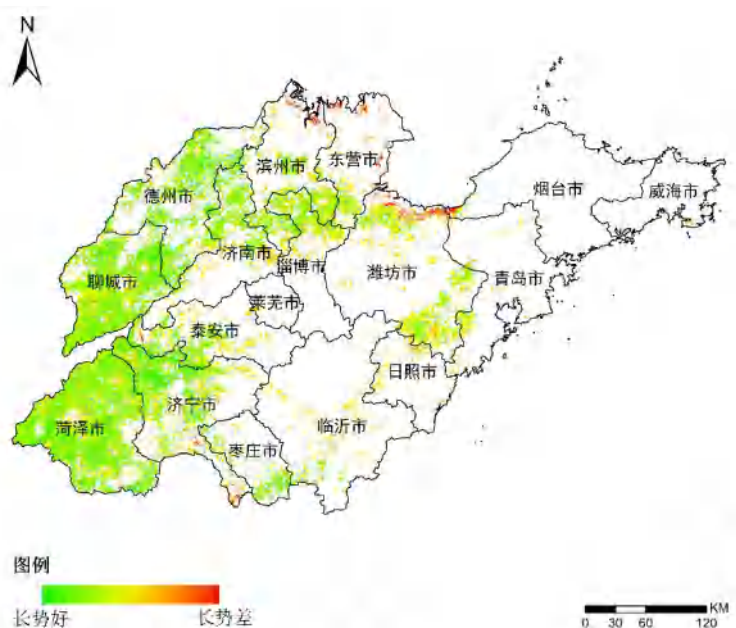 N
滨州市
东营市
德州市
烟台市
威海市
济南市
淄博市
潍坊市
青岛市
聊城市
莱芜市
泰安市
日照市
济宁市
菏泽市
临沂市
枣庄市
图例
长势好
长势差
KM
0 30 60 120